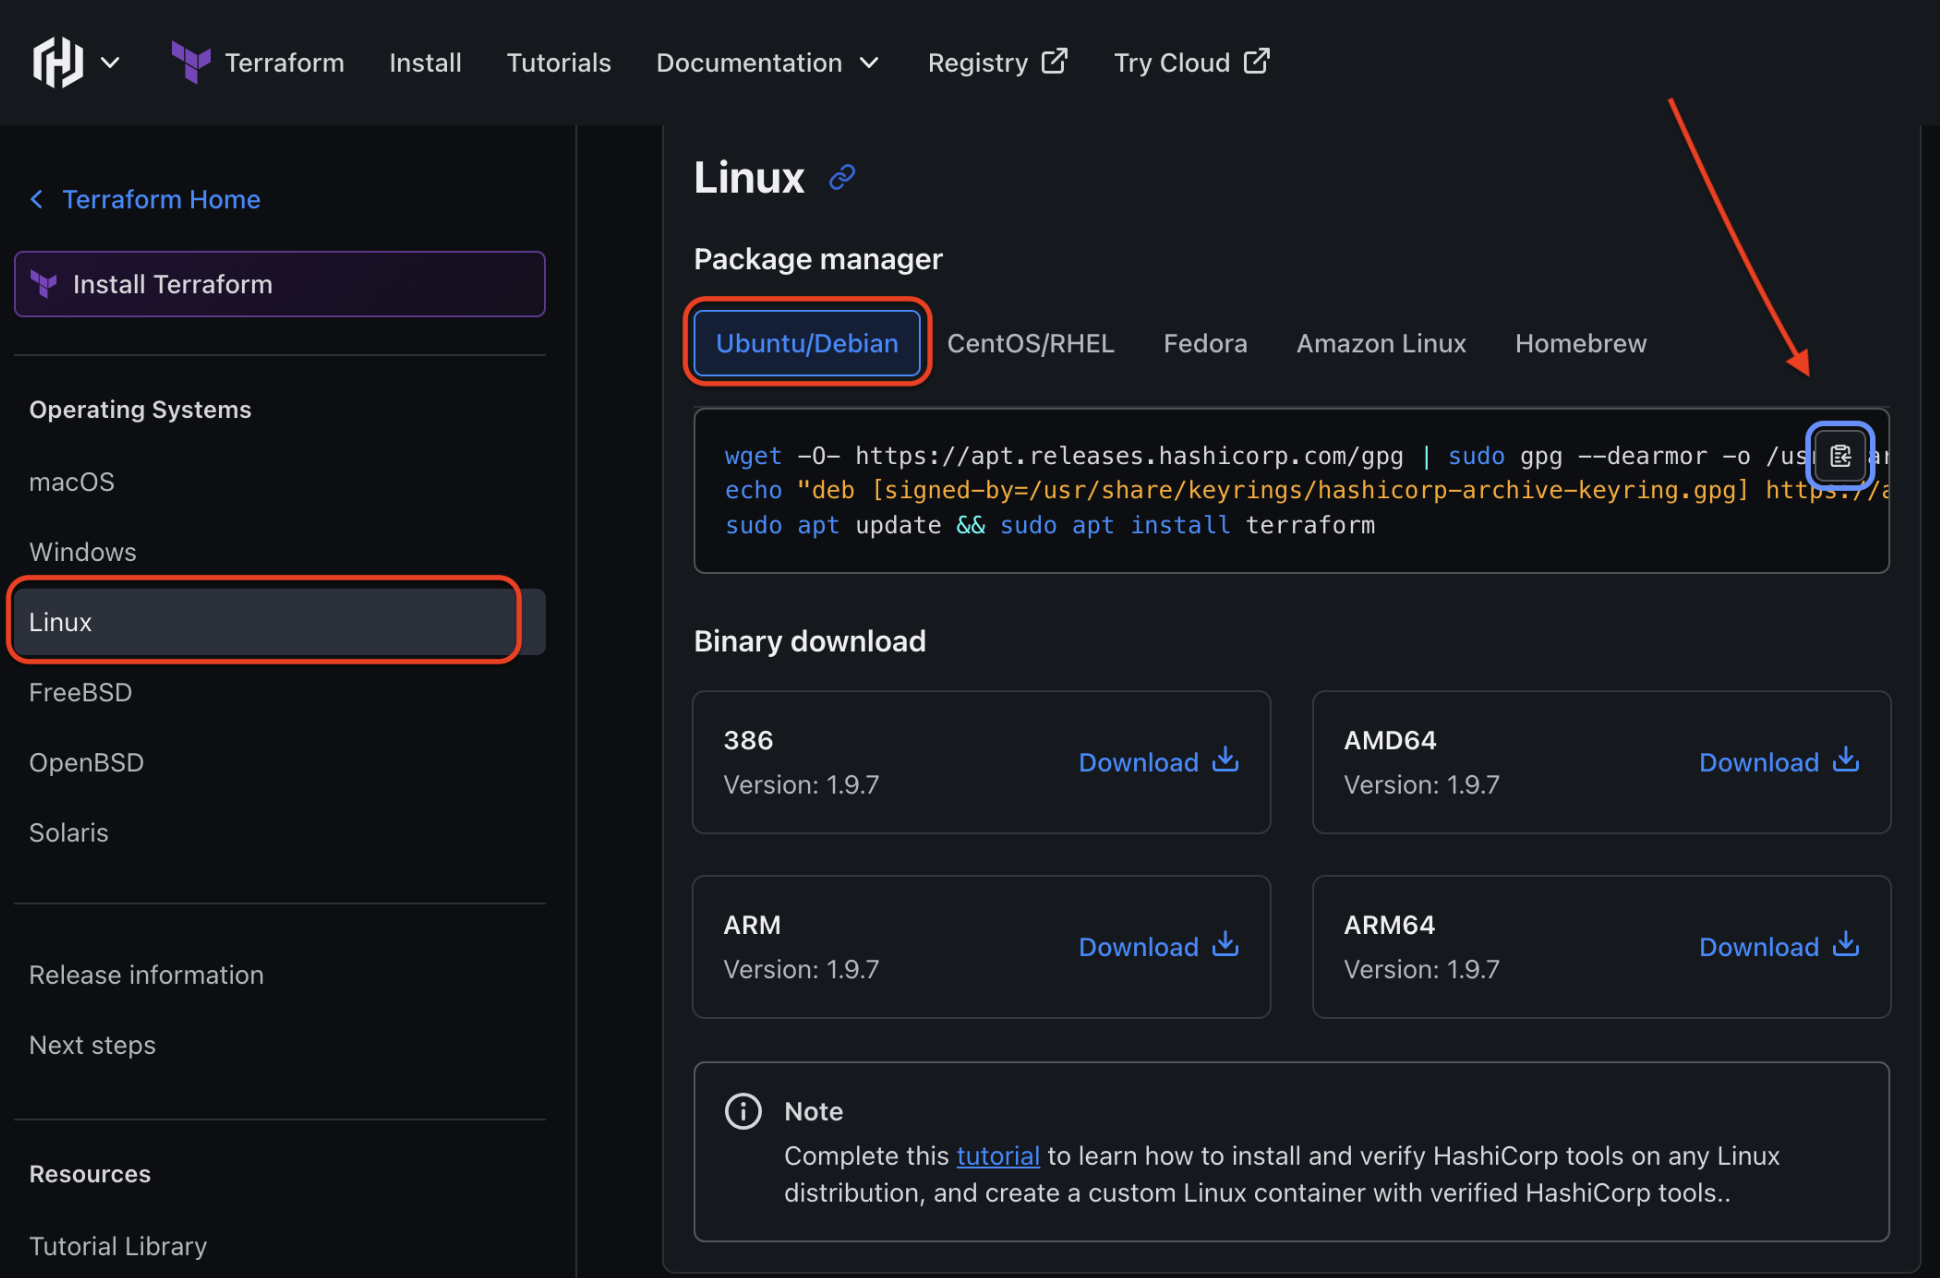 Terraform Install Tutorials Documentation Registry Try Cloud
Terraform Home
Install Terraform
Operating Systems
macOS
Windows
Linux
FreeBSD
OpenBSD
Solaris
Release information
Next steps
Resources
Tutorial Library
Linux
Package manager
Ubuntu/Debian CentOS/RHEL Fedora Amazon Linux Homebrew
wget -O- https://apt.releases.hashicorp.com/gpg | sudo gpg --dearmor -o /us
echo "deb [signed-by=/usr/share/keyrings/hashicorp-archive-keyring.gpg] https://a
sudo apt update && sudo apt install terraform
Binary download
386
Version: 1.9.7
Download
AMD64
Version: 1.9.7
Download
ARM
Version: 1.9.7
Download
ARM64
Version: 1.9.7
Download
Note
Complete this tutorial to learn how to install and verify HashiCorp tools on any Linux
distribution, and create a custom Linux container with verified HashiCorp tools..